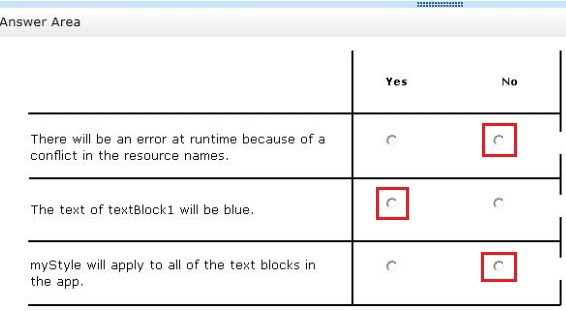 Answer Area
Yes No
There will be an error at runtime because of a
conflict in the resource names.
The text of textBlock1 will be blue.
myStyle will apply to all of the text blocks in
the app.